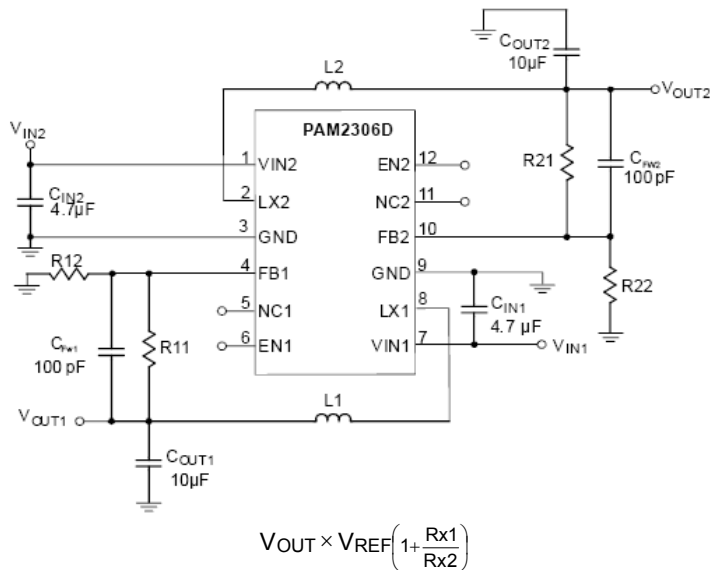 COUT2
10µF
L2
VOUT2
PAM2306D
VIN2
1
VIN2
EN2
12
R21
CFW2
100 pF
CIN2
4.7µF
2
LX2
NC2
11
3
GND
FB2
10
R12
4
FB1
GND
9
R22
5
NC1
LX1
8
CIN1
4.7 µF
CFW1
100 pF
R11
6
EN1
VIN1
7
VIN1
L1
VOUT1
COUT1
10µF
VOUT × VREF(1+Rx1/Rx2)